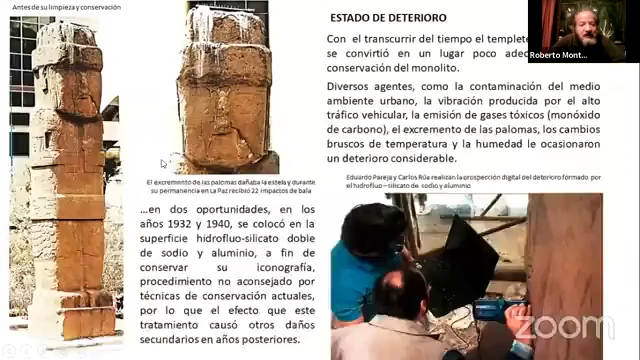 Antes de su limpieza y conservación
ESTADO DE DETERIORO
Con el transcurrir del tiempo el templete
se convirtió en un lugar poco
conservación del monolito.
Diversos agentes, como la contaminación del medio
ambiente urbano, la vibración producida por el alto
tráfico vehicular, la emisión de gases tóxicos (monóxido
de carbono), el excremento de las palomas, los cambios
bruscos de temperatura y la humedad le ocasionaron
un deterioro considerable.
Roberto Mont...
El excremento de las palomas dañaba la estela y durante
su permanencia en La Paz recibió 22 impactos de bala
...en dos oportunidades, en los
años 1932 y 1940, se colocó en la
superficie hidrofluo-silicato doble
de sodio y aluminio, a fin de
conservar su iconografía,
procedimiento no aconsejado por
técnicas de conservación actuales,
por lo que el efecto que este
tratamiento causó otros daños
secundarios en años posteriores.
Eduardo Pareja y Carlos Rúa realizan la prospección digital del deterioro formado por
el hidrofluo – silicato de sodio y aluminio
zoom